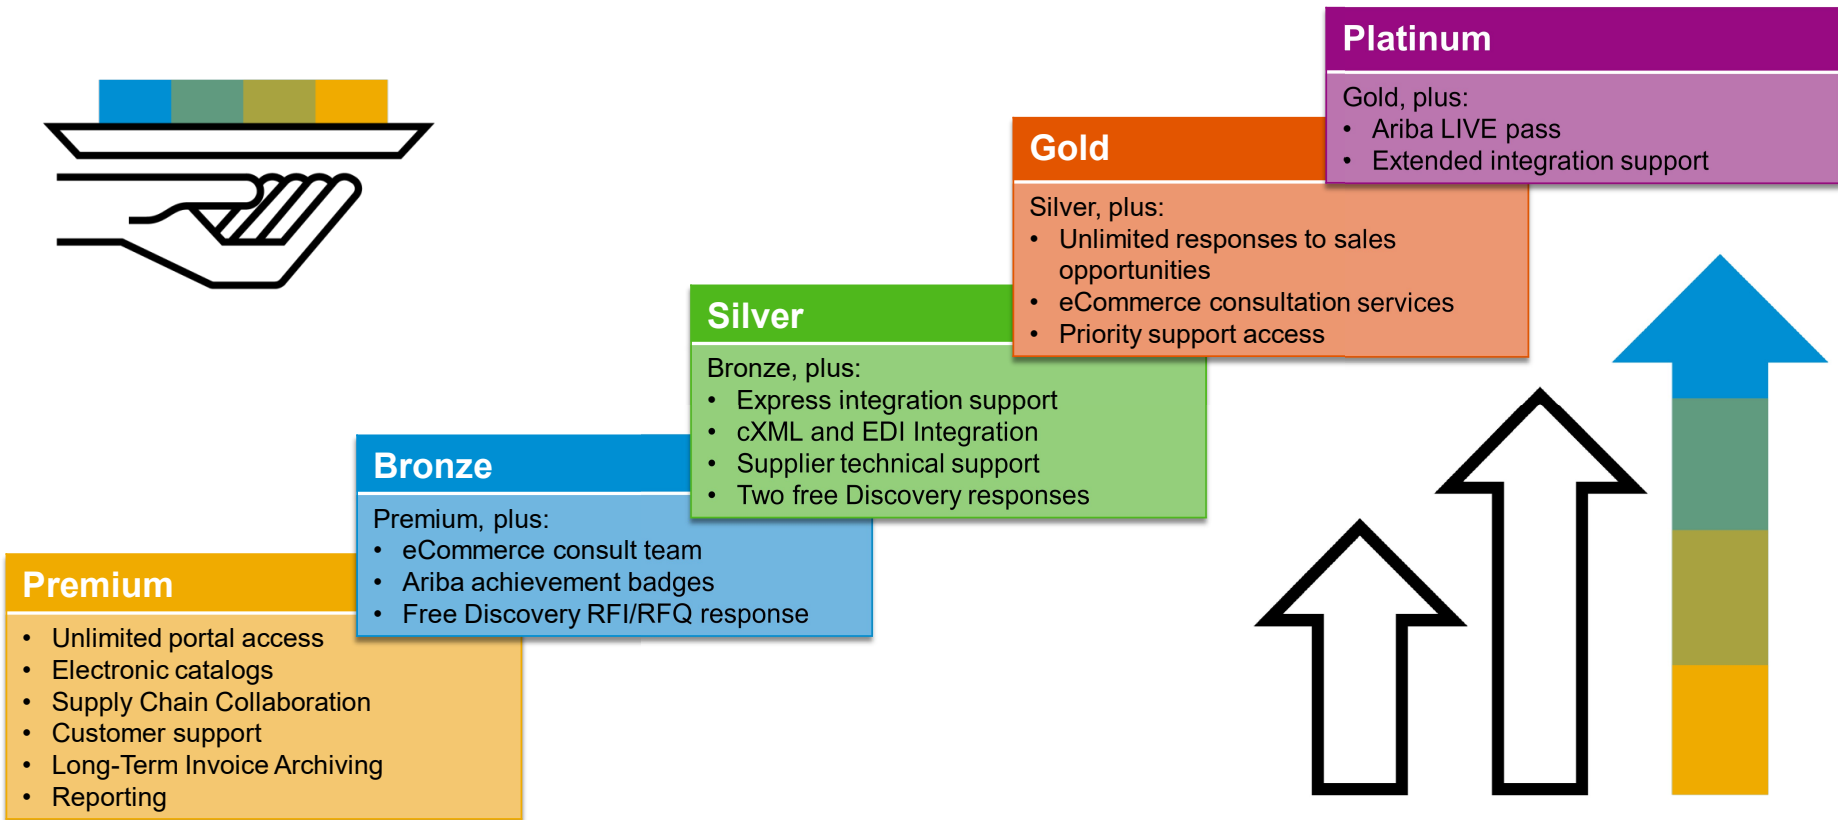 Platinum
Gold, plus:
• Ariba LIVE pass
• Extended integration support
Gold
Silver, plus:
• Unlimited responses to sales
opportunities
• eCommerce consultation services
• Priority support access
Silver
Bronze, plus:
• Express integration support
• cXML and EDI Integration
• Supplier technical support
• Two free Discovery responses
Bronze
Premium, plus:
• eCommerce consult team
• Ariba achievement badges
• Free Discovery RFI/RFQ response
Premium
• Unlimited portal access
• Electronic catalogs
• Supply Chain Collaboration
• Customer support
• Long-Term Invoice Archiving
• Reporting